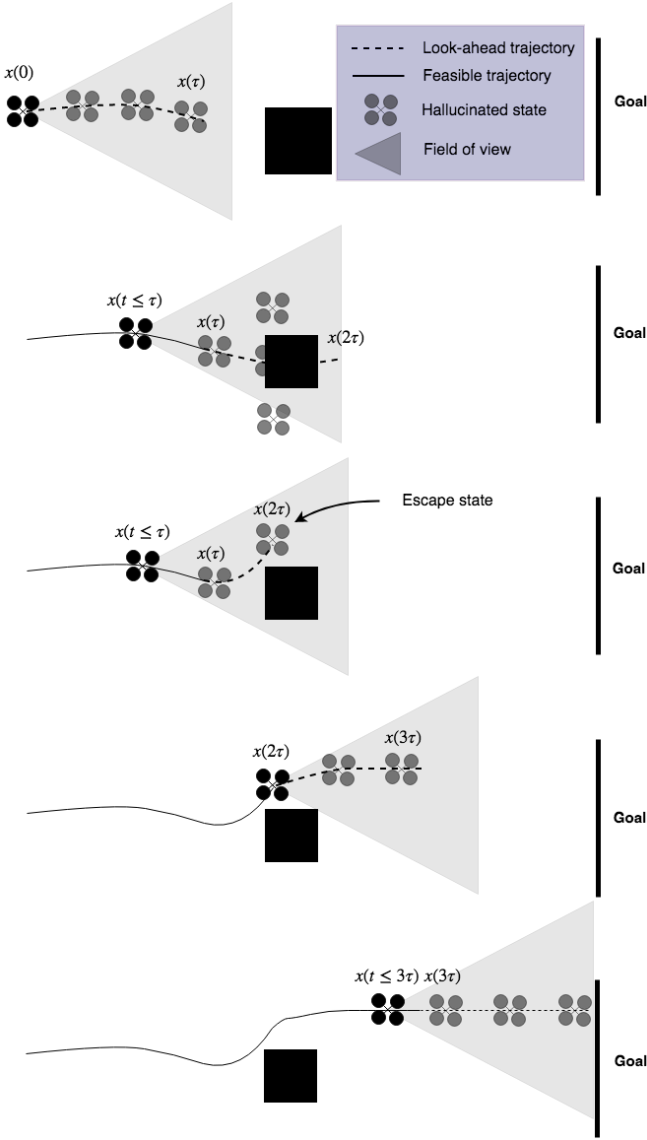 x(0)
x(τ)
Look-ahead trajectory
Feasible trajectory
Hallucinated state
Field of view
Goal
x(t ≤ τ)
x(τ)
x(2τ)
Goal
x(2τ)
Escape state
x(t ≤ τ)
x(τ)
Goal
x(2τ)
x(3τ)
Goal
x(t ≤ 3τ) x(3τ)
Goal